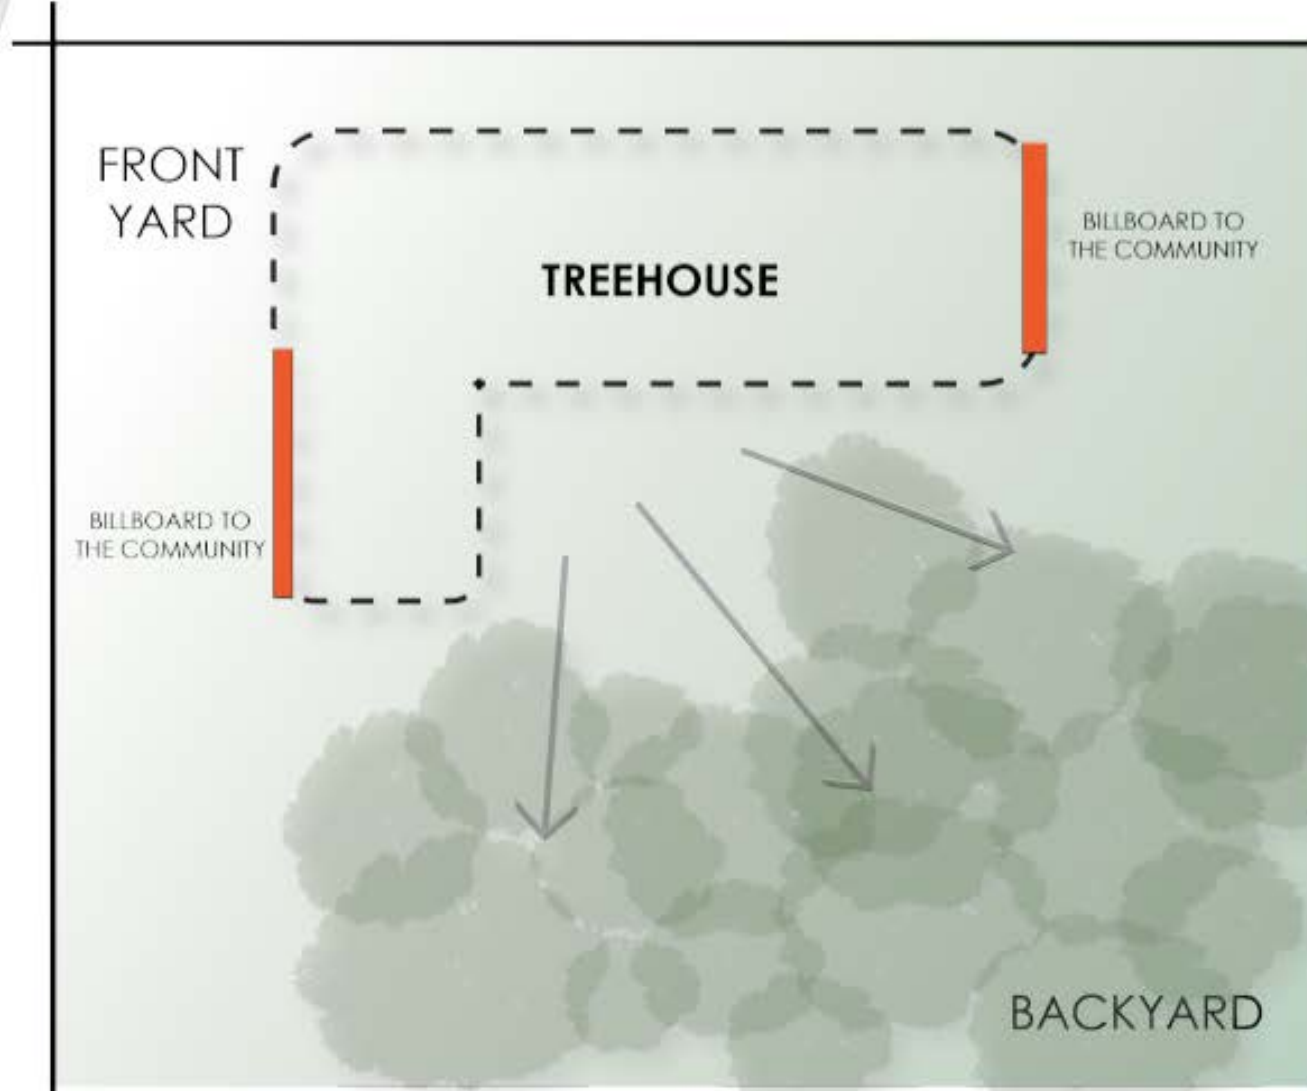 FRONT
YARD
TREEHOUSE
BILLBOARD TO
THE COMMUNITY
BILLBOARD TO
THE COMMUNITY
BACKYARD